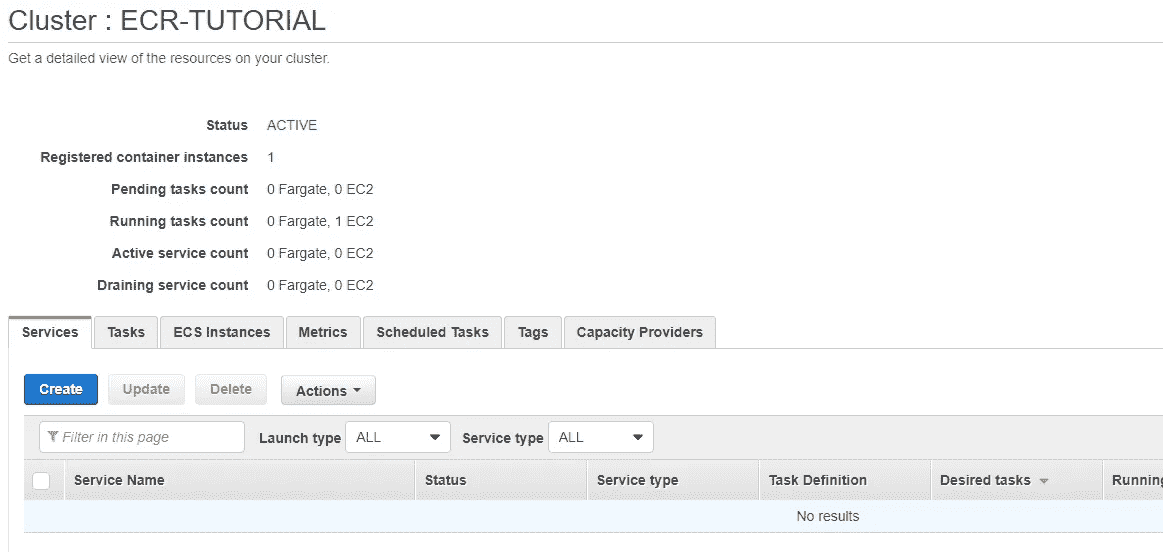 Cluster : ECR-TUTORIAL
Get a detailed view of the resources on your cluster.
Status ACTIVE
Registered container instances 1
Pending tasks count 0 Fargate, 0 EC2
Running tasks count 0 Fargate, 1 EC2
Active service count 0 Fargate, 0 EC2
Draining service count 0 Fargate, 0 EC2
Services Tasks ECS Instances Metrics Scheduled Tasks Tags Capacity Providers
Create Update Delete Actions
Filter in this page Launch type ALL Service type ALL
Service Name Status Service type Task Definition Desired tasks Running
No results